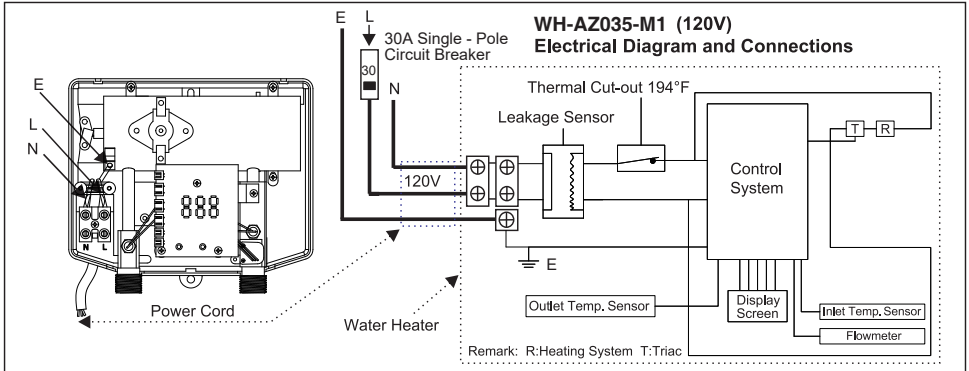 WH-AZ035-M1 (120V)
Electrical Diagram and Connections
E
L
30A Single - Pole
Circuit Breaker
30
N
E
L
N
N L
Power Cord
120V
Thermal Cut-out 194°F
Leakage Sensor
T
R
Control
System
E
Water Heater
Outlet Temp. Sensor
Display
Screen
Inlet Temp. Sensor
Flowmeter
Remark: R:Heating System T:Triac